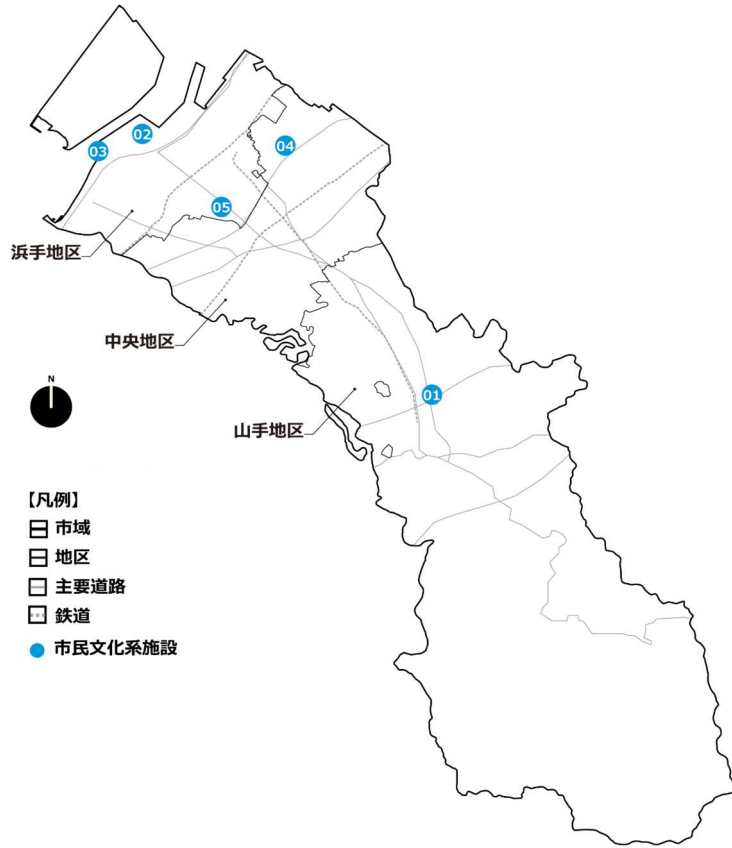 02
03
04
05
浜手地区
中央地区
N
01
山手地区
【凡例】
市域
地区
主要道路
鉄道
市民文化系施設